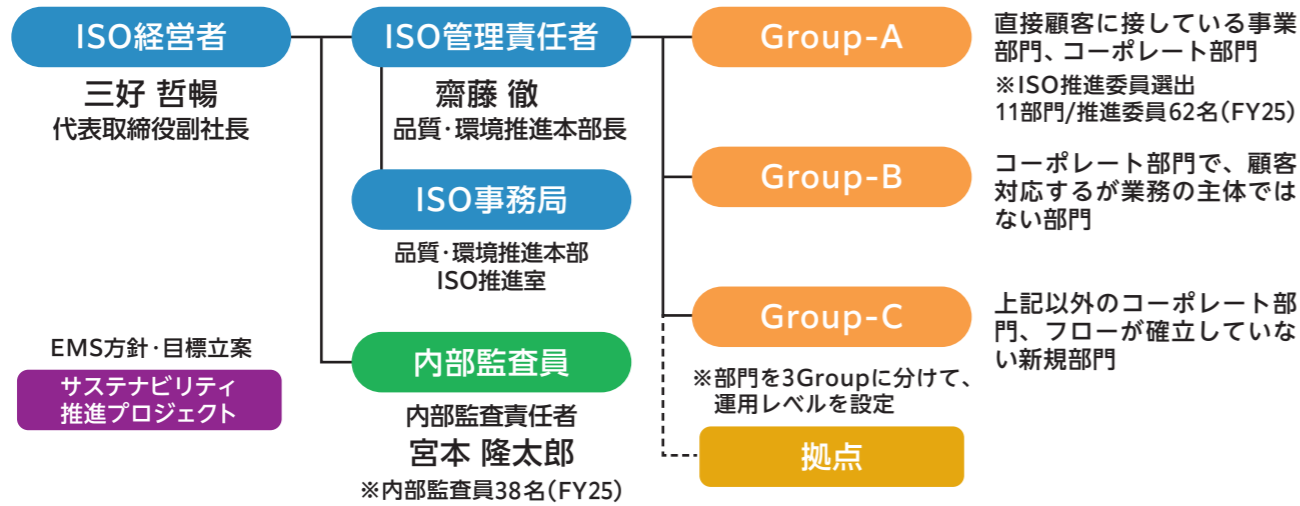 ISO経営者
三好 哲暢
代表取締役副社長
ISO管理責任者
齋藤 徹
品質・環境推進本部長
ISO事務局
品質・環境推進本部
ISO推進室
内部監査員
内部監査責任者
宮本 隆太郎
※内部監査員38名(FY25)
EMS方針・目標立案
サステナビリティ
推進プロジェクト
Group-A
直接顧客に接している事業
部門、コーポレート部門
※ISO推進委員選出
11部門/推進委員62名(FY25)
Group-B
コーポレート部門で、顧客
対応するが業務の主体では
ない部門
Group-C
上記以外のコーポレート部
門、フローが確立していな
い新規部門
※部門を3Groupに分けて、
運用レベルを設定
拠点